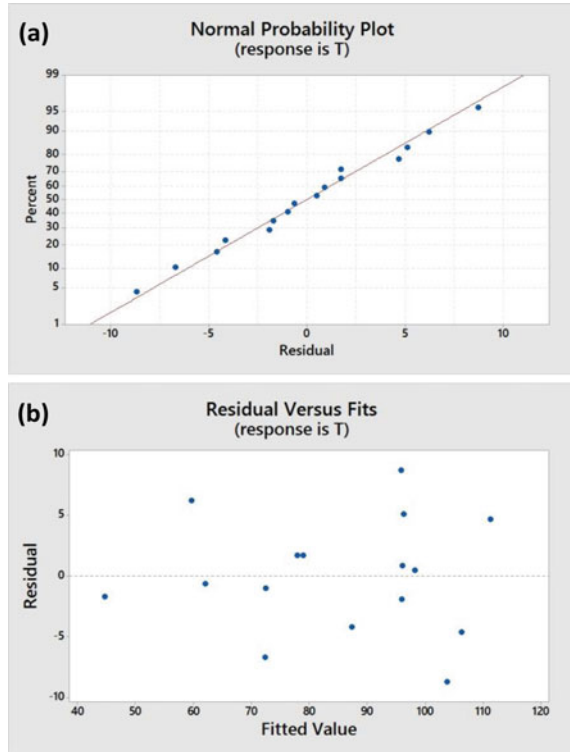 (a)
Normal Probability Plot
(response is T)
99
95
90
80
70
60
50
40
30
20
10
5
1
Percent
-10 -5 0 5 10
Residual
(b)
Residual Versus Fits
(response is T)
10
5
0
-5
-10
Residual
40 50 60 70 80 90 100 110 120
Fitted Value